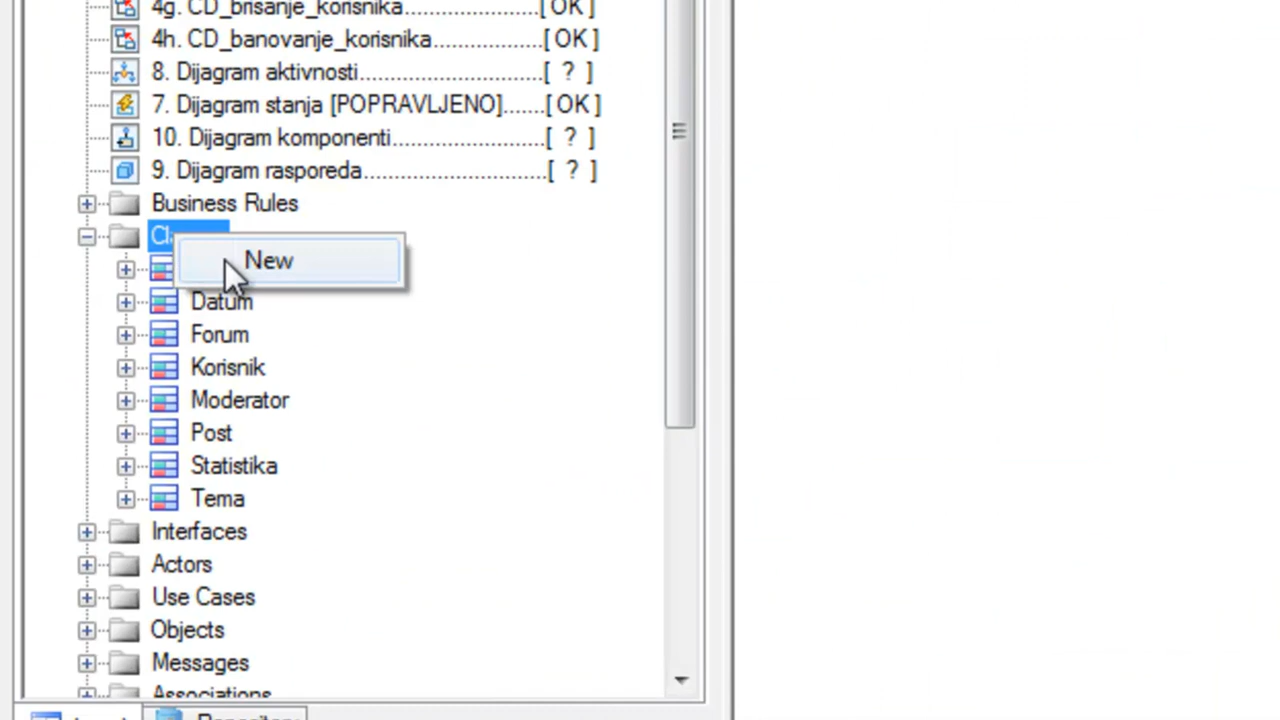 4g. CD_brisanje_korisnika....................[ OK ]
4h. CD_banovanje_korisnika................[ OK ]
8. Dijagram aktivnosti...........................[ ? ]
7. Dijagram stanja [POPRAVLJENO]......[ OK ]
10. Dijagram komponenti......................[ ? ]
9. Dijagram rasporeda...........................[ ? ]
Business Rules
New
Datum
Forum
Korisnik
Moderator
Post
Statistika
Tema
Interfaces
Actors
Use Cases
Objects
Messages
Associations
Repository